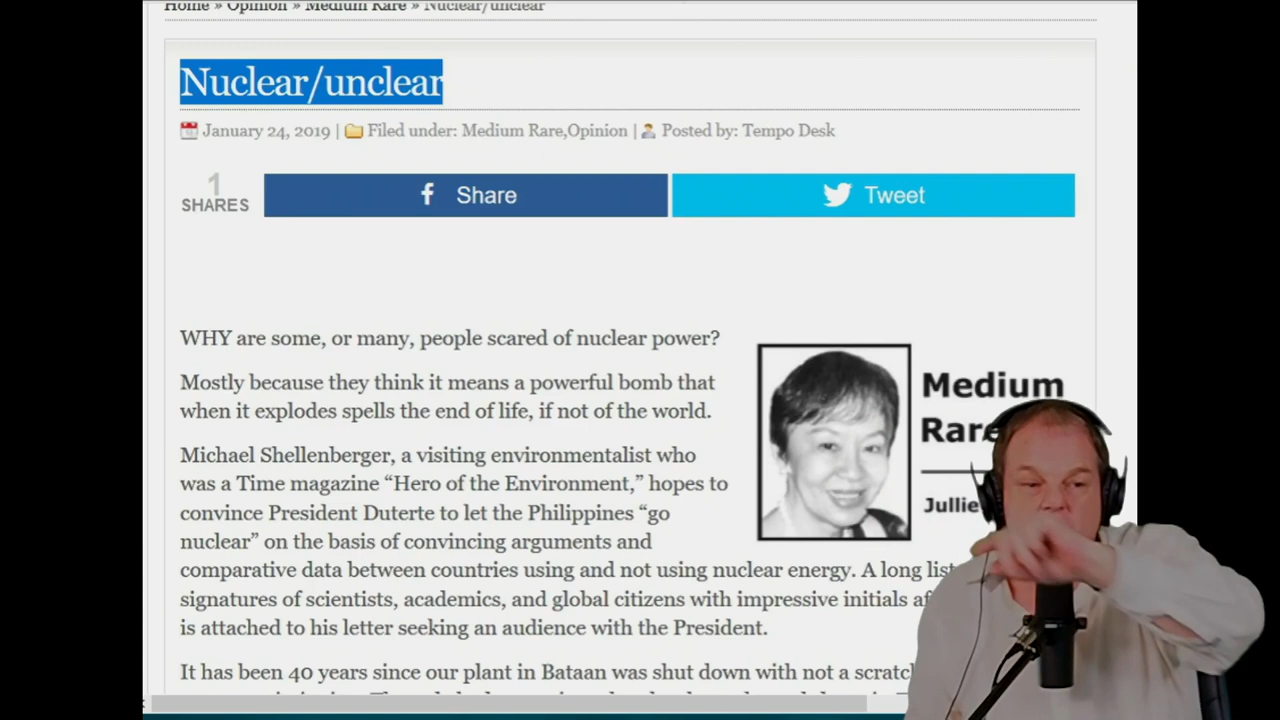 Home » Opinion » Medium Rare » Nuclear/unclear
Nuclear/unclear
January 24, 2019 | Filed under: Medium Rare,Opinion | Posted by: Tempo Desk
1
SHARES
Share
Tweet
WHY are some, or many, people scared of nuclear power?
Mostly because they think it means a powerful bomb that
when it explodes spells the end of life, if not of the world.
Medium
Rare
Jullie
Michael Shellenberger, a visiting environmentalist who
was a Time magazine “Hero of the Environment,” hopes to
convince President Duterte to let the Philippines “go
nuclear” on the basis of convincing arguments and
comparative data between countries using and not using nuclear energy. A long list
signatures of scientists, academics, and global citizens with impressive initials
is attached to his letter seeking an audience with the President.
It has been 40 years since our plant in Bataan was shut down with not a scratch